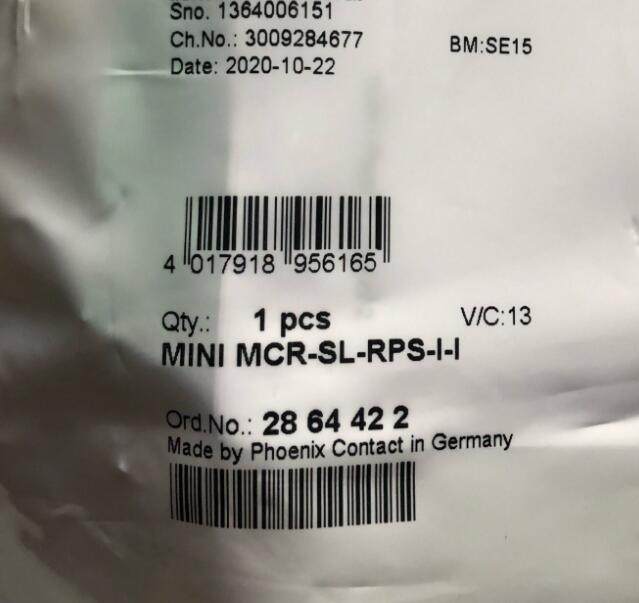 Sno. 1364006151
Ch.No.: 3009284677 BM:SE15
Date: 2020-10-22
4 017918 956165
Qty.: 1 pcs V/C:13
MINI MCR-SL-RPS-I-I
Ord.No.: 28 64 42 2
Made by Phoenix Contact in Germany